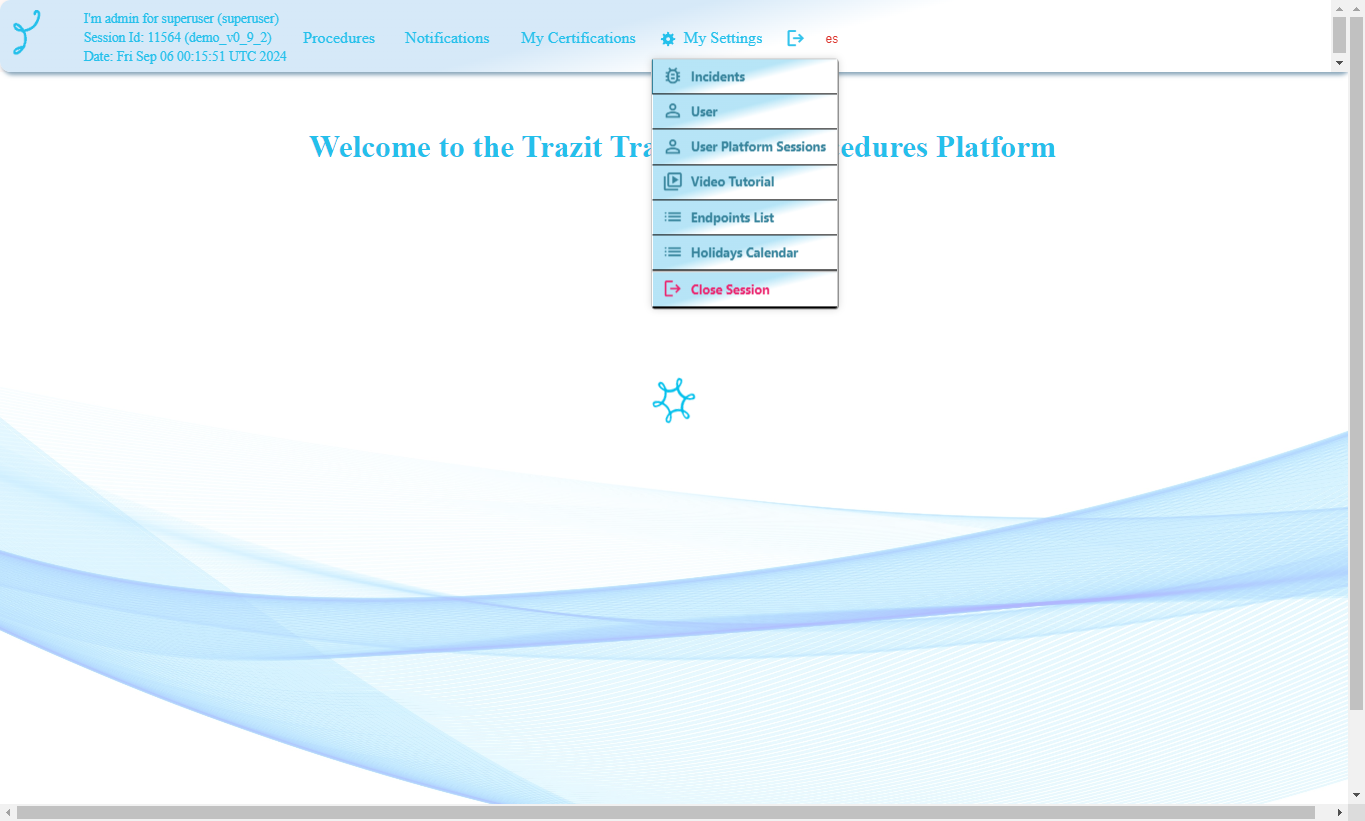 I'm admin for superuser (superuser)
Session Id: 11564 (demo_v0_9_2)
Date: Fri Sep 06 00:15:51 UTC 2024
Procedures
Notifications
My Certifications
My Settings
es
Incidents
User
User Platform Sessions
Video Tutorial
Endpoints List
Holidays Calendar
Close Session
Welcome to the Trazit Tra edures Platform